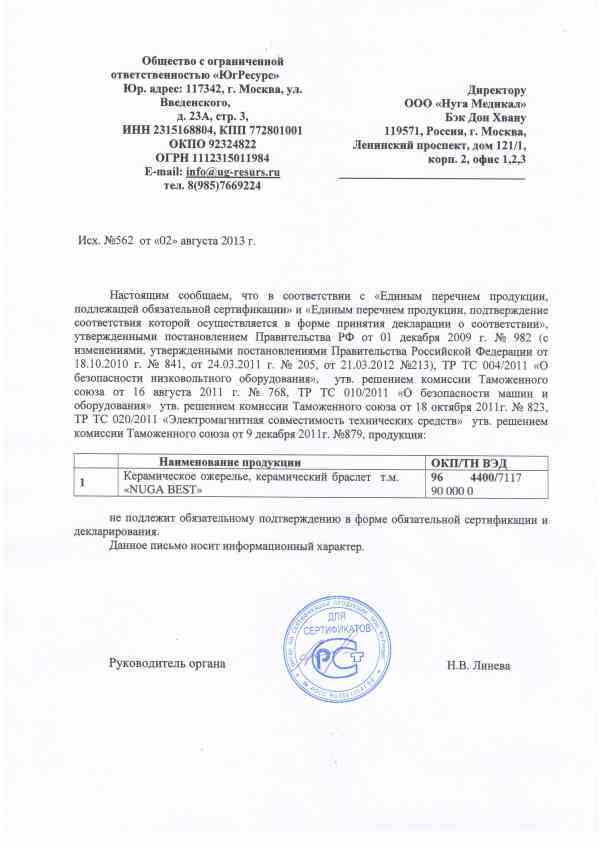 Общество с ограниченной
ответственностью «ЮгРесурс»
Юр. адрес: 117342, г. Москва, ул.
Введенского,
д. 23А, стр. 3,
ИНН 2315168804, КПП 772801001
ОКПО 92324822
ОГРН 1112315011984
E-mail: info@ug-resurs.ru
тел. 8(985)7669224
Директору
ООО «Нуга Медикал»
Бэк Дон Хвану
119571, Россия, г. Москва,
Ленинский проспект, дом 121/1,
корп. 2, офис 1,2,3
Исх. №562 от «02» августа 2013 г.
Настоящим сообщаем, что в соответствии с «Единым перечнем продукции,
подлежащей обязательной сертификации» и «Единым перечнем продукции, подтверждение
соответствия которой осуществляется в форме принятия декларации о соответствии»,
утвержденными постановлением Правительства РФ от 01 декабря 2009 г. № 982 (с
изменениями, утвержденными постановлениями Правительства Российской Федерации от
18.10.2010 г. № 841, от 24.03.2011 г. № 205, от 21.03.2012 №213), ТР ТС 004/2011 «О
безопасности низковольтного оборудования», утв. решением комиссии Таможенного
союза от 16 августа 2011 г. № 768, ТР ТС 010/2011 «О безопасности машин и
оборудования» утв. решением комиссии Таможенного союза от 18 октября 2011г. № 823,
ТР ТС 020/2011 «Электромагнитная совместимость технических средств» утв. решением
комиссии Таможенного союза от 9 декабря 2011г. №879, продукция:
Наименование продукции ОКП/ТН ВЭД
1 Керамическое ожерелье, керамический браслет т.м. 96 4400/7117
«NUGA BEST» 90 000 0
не подлежит обязательному подтверждению в форме обязательной сертификации и
декларирования.
Данное письмо носит информационный характер.
ДЛЯ
СЕРТИФИКАТОВ
РСТ
Руководитель органа Н.В. Линева